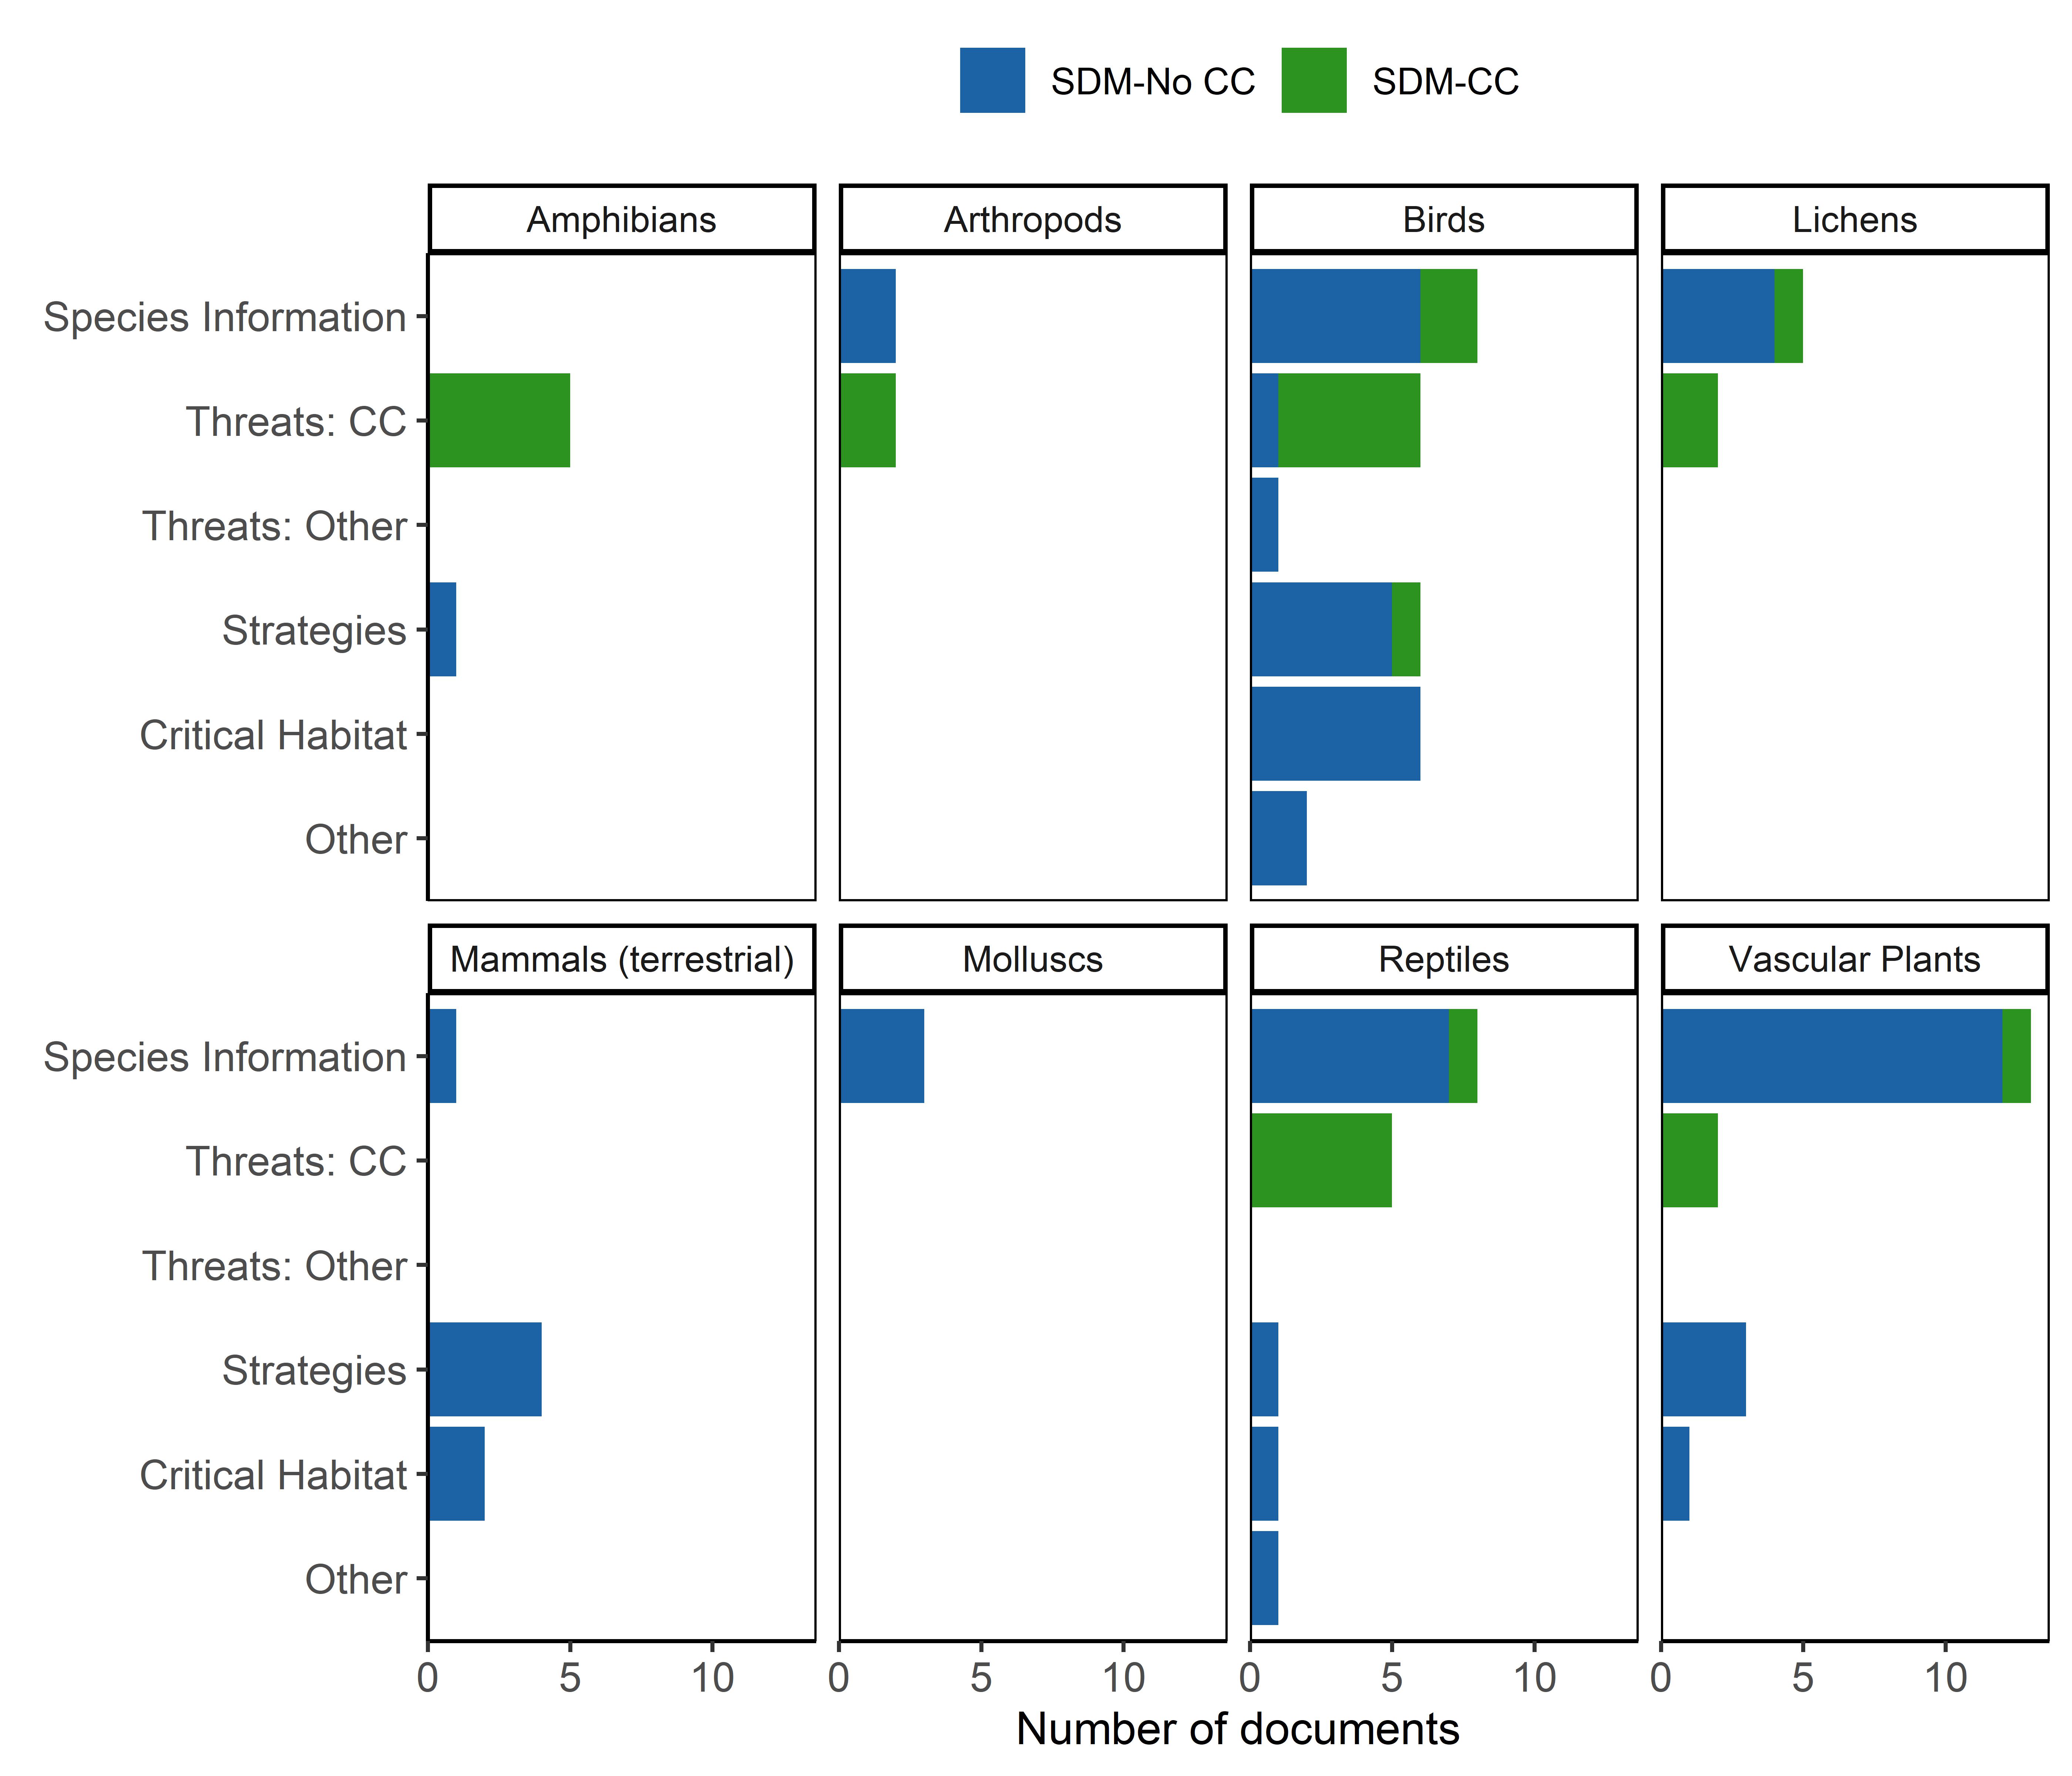 SDM-No CC SDM-CC
Amphibians Arthropods Birds Lichens
Species Information
Threats: CC
Threats: Other
Strategies
Critical Habitat
Other
Mammals (terrestrial) Molluscs Reptiles Vascular Plants
Species Information
Threats: CC
Threats: Other
Strategies
Critical Habitat
Other
0 5 10 0 5 10 0 5 10 0 5 10
Number of documents